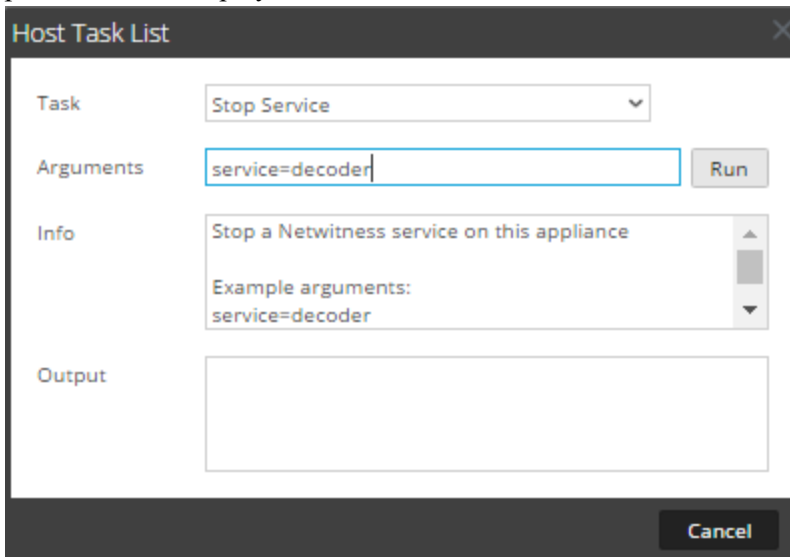 Host Task List
Task
Stop Service
Arguments
service=decoder
Run
Info
Stop a Netwitness service on this appliance
Example arguments:
service=decoder
Output
Cancel